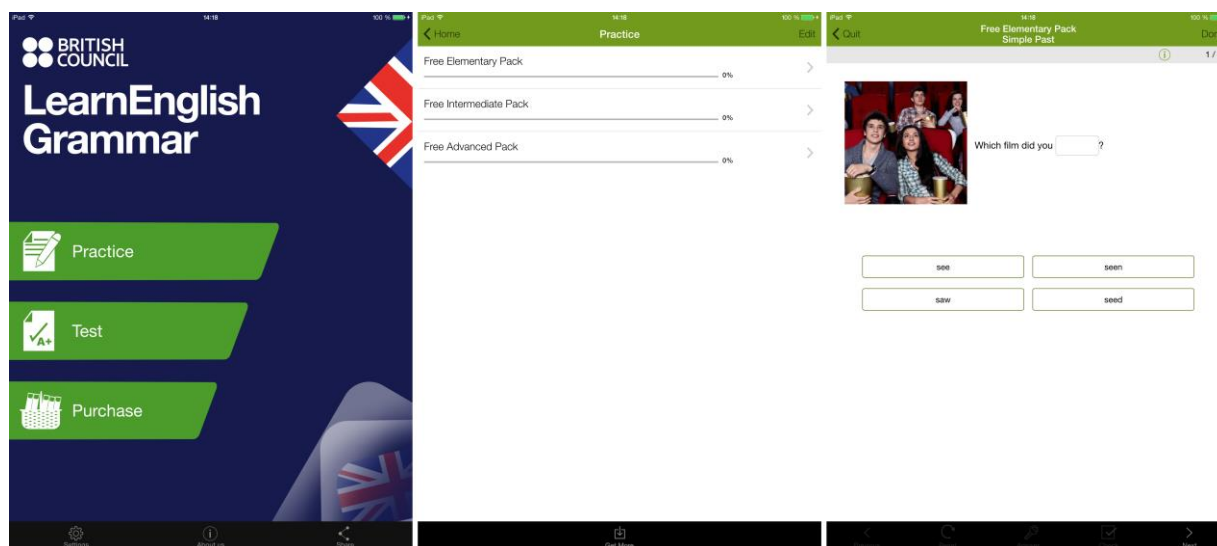 iPad 14:18 100 %
BRITISH
COUNCIL
LearnEnglish
Grammar
Practice
Test
A+
Purchase
Settings About us Share
iPad 14:18 100 %
Home Practice Edit
Free Elementary Pack
0%
Free Intermediate Pack
0%
Free Advanced Pack
0%
Get More
iPad 14:18 100 %
Quit Free Elementary Pack Don
Simple Past
1 /
Which film did you ?
see seen
saw seed
Next